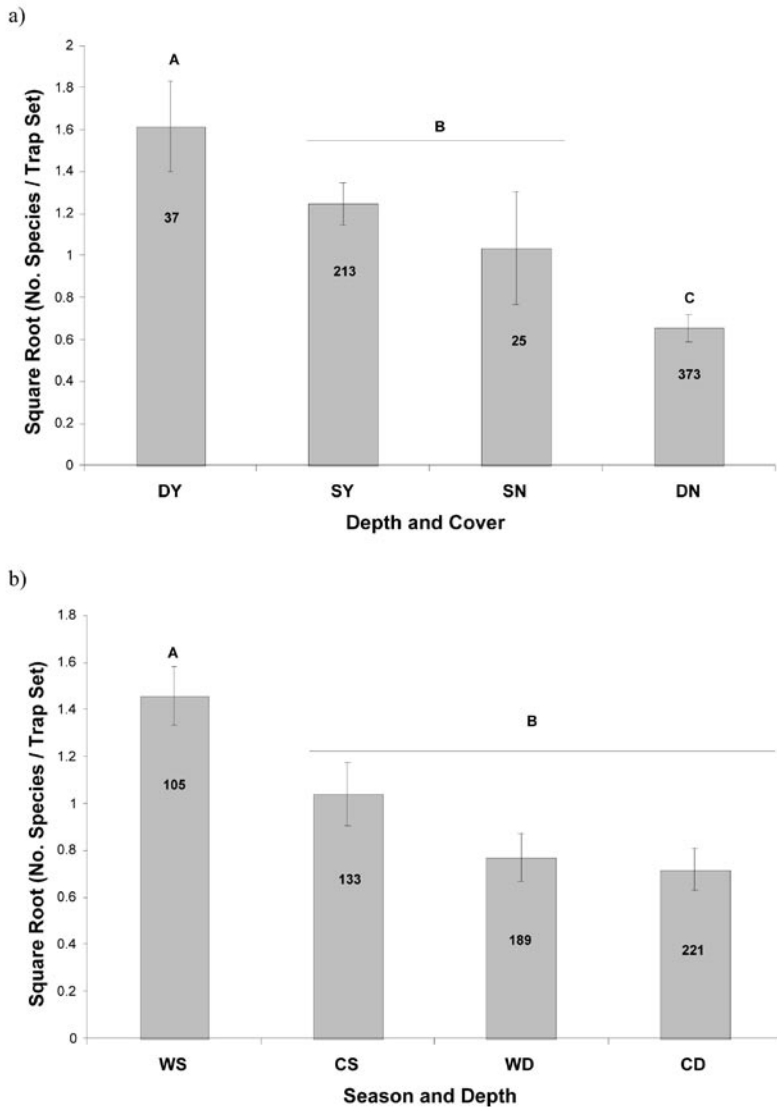 a)
Square Root (No. Species / Trap Set)
2
1.8
1.6
1.4
1.2
1
0.8
0.6
0.4
0.2
0
A
B
C
37
213
25
373
DY SY SN DN
Depth and Cover
b)
Square Root (No. Species / Trap Set)
1.8
1.6
1.4
1.2
1
0.8
0.6
0.4
0.2
0
A
B
105
133
189
221
WS CS WD CD
Season and Depth